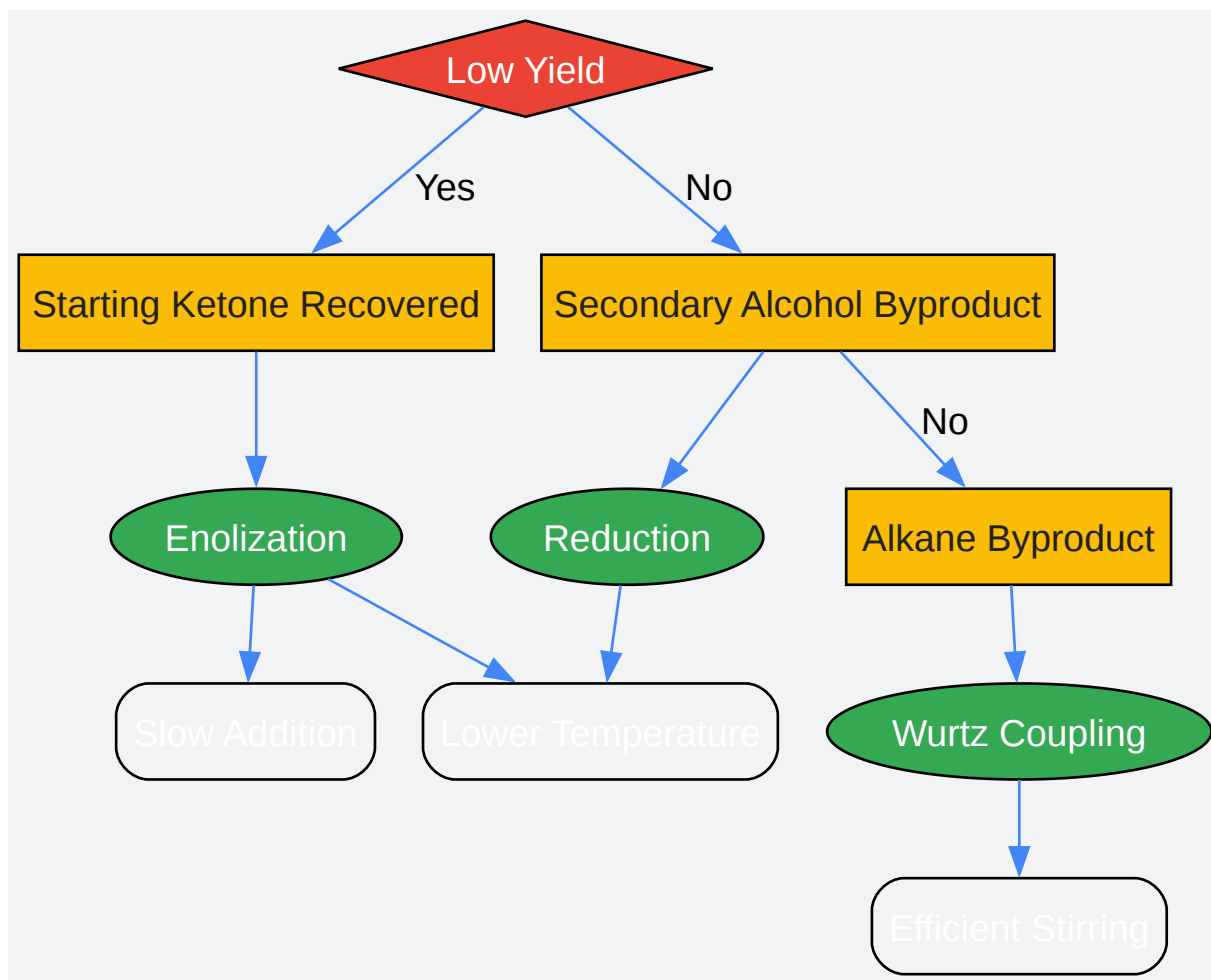 Low Yield
Yes
No
Starting Ketone Recovered
Secondary Alcohol Byproduct
No
Enolization
Reduction
Alkane Byproduct
Slow Addition
Lower Temperature
Wurtz Coupling
Efficient Stirring